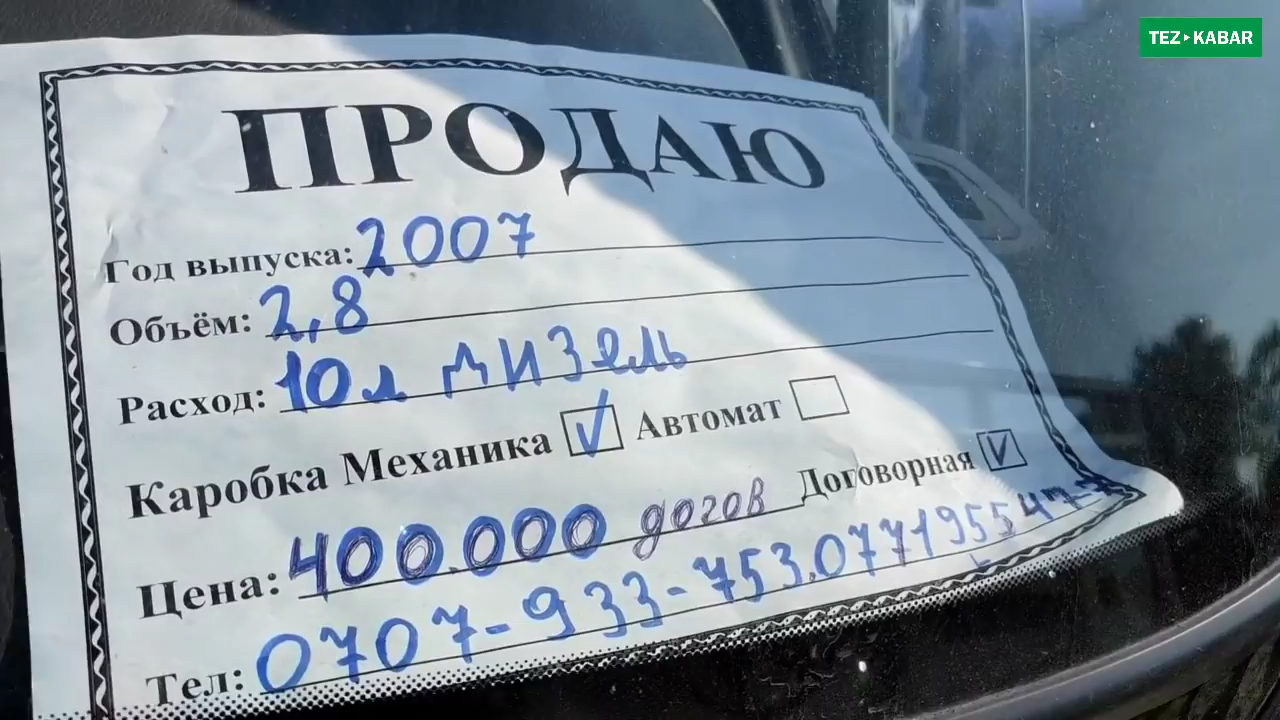 TEZ KABAR
ПРОДАЮ
Год выпуска: 2007
Объём: 2,8
Расход: 10л дизель
Каробка Механика ☑ Автомат ☐
Цена: 400.000 догов Договорная ☑
Тел: 0707-933-753.0771955